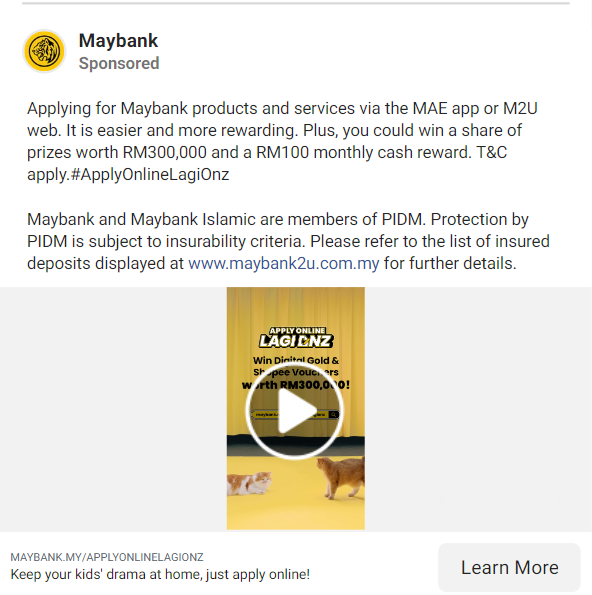 Maybank
Sponsored
Applying for Maybank products and services via the MAE app or M2U
web. It is easier and more rewarding. Plus, you could win a share of
prizes worth RM300,000 and a RM100 monthly cash reward. T&C
apply.#ApplyOnlineLagiOnz
Maybank and Maybank Islamic are members of PIDM. Protection by
PIDM is subject to insurability criteria. Please refer to the list of insured
deposits displayed at www.maybank2u.com.my for further details.
APPLY ONLINE
LAGIONZ
Win Digital Gold &
Shopee Vouchers
worth RM300,000!
MAYBANK.MY/APPLYONLINELAGIONZ
Keep your kids' drama at home, just apply online!
Learn More